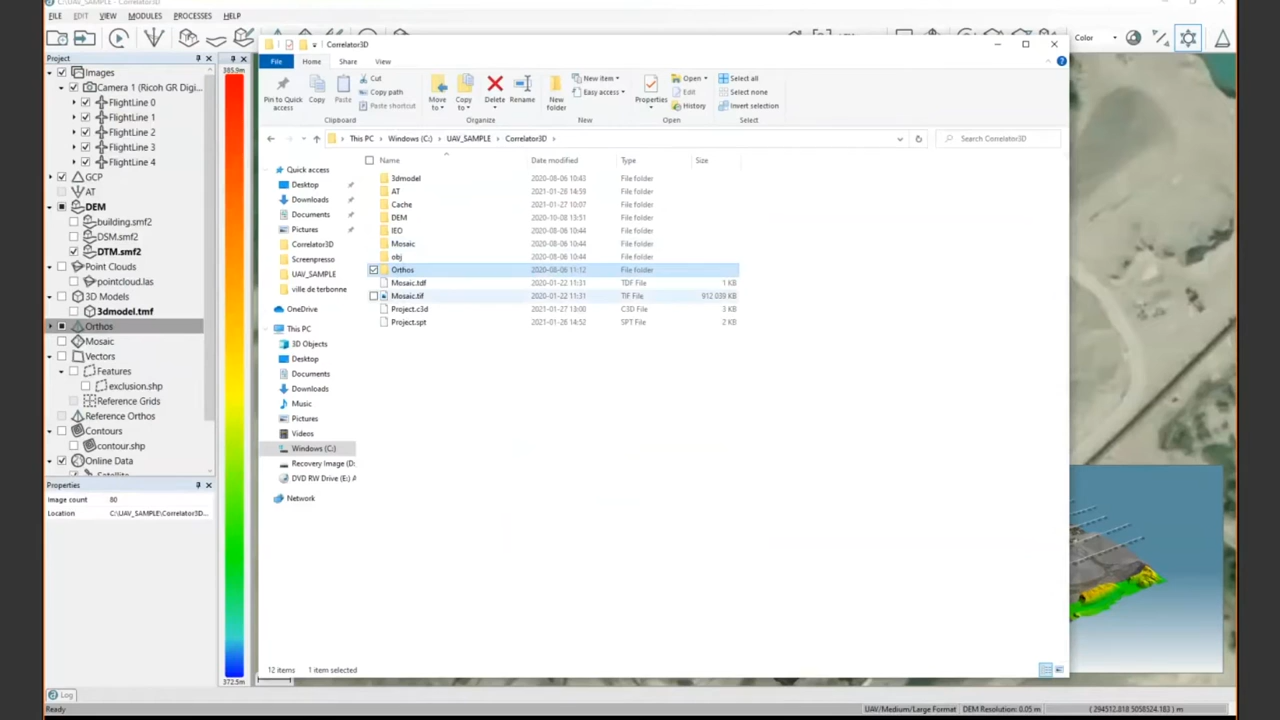 C:\UAV_SAMPLE - Correlator3D
FILE EDIT VIEW MODULES PROCESSES HELP
Color
Project
Images
Camera 1 (Ricoh GR Digi...
FlightLine 0
FlightLine 1
FlightLine 2
FlightLine 3
FlightLine 4
GCP
AT
DEM
building.smf2
DSM.smf2
DTM.smf2
Point Clouds
pointcloud.las
3D Models
3dmodel.tmf
Orthos
Mosaic
Vectors
Features
exclusion.shp
Reference Grids
Reference Orthos
Contours
contour.shp
Online Data
Satellite
Properties
Image count 80
Location C:\UAV_SAMPLE\Correlator3D...
385.9m
372.5m
Correlator3D
File Home Share View
Pin to Quick access
Copy
Paste
Cut
Copy path
Paste shortcut
Clipboard
Move to
Copy to
Delete
Rename
Organize
New folder
New item
Easy access
New
Properties
Open
Edit
History
Open
Select all
Select none
Invert selection
Select
This PC > Windows (C:) > UAV_SAMPLE > Correlator3D >
Search Correlator3D
Quick access
Desktop
Downloads
Documents
Pictures
Correlator3D
Screenpresso
UAV_SAMPLE
ville de terbonne
OneDrive
This PC
3D Objects
Desktop
Documents
Downloads
Music
Pictures
Videos
Windows (C:)
Recovery Image (D:
DVD RW Drive (E:) A
Network
Name Date modified Type Size
3dmodel 2020-08-06 10:43 File folder
AT 2021-01-26 14:59 File folder
Cache 2021-01-27 10:07 File folder
DEM 2020-10-08 13:51 File folder
IEO 2020-08-06 10:44 File folder
Mosaic 2020-08-06 10:44 File folder
obj 2020-08-06 10:44 File folder
Orthos 2020-08-06 11:12 File folder
Mosaic.tdf 2020-01-22 11:31 TDF File 1 KB
Mosaic.tif 2020-01-22 11:31 TIF File 912 039 KB
Project.c3d 2021-01-27 13:00 C3D File 3 KB
Project.spt 2021-01-26 14:52 SPT File 2 KB
12 items 1 item selected
Log
Ready
UAV/Medium/Large Format DEM Resolution: 0.05 m ( 294512.818 5058524.183 ) m